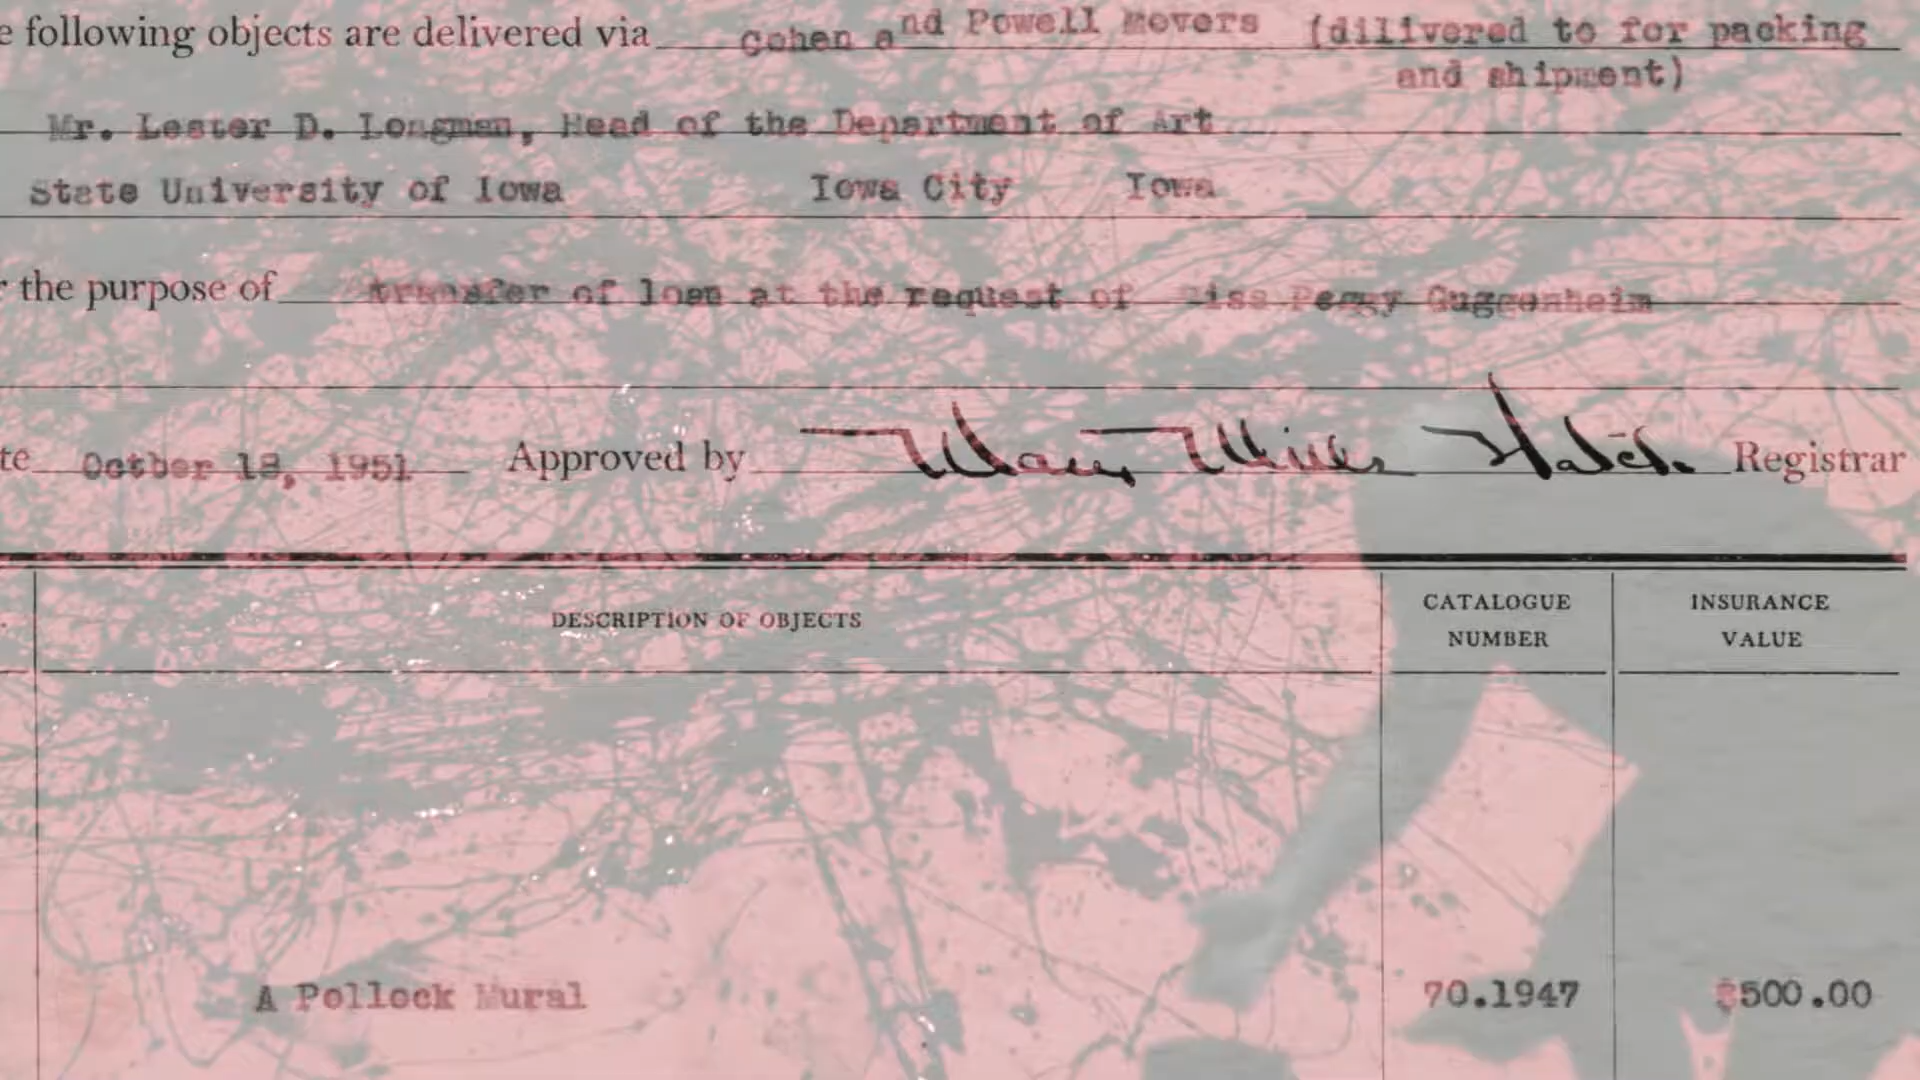 e following objects are delivered via Cohen and Powell Movers (dilivered to for packing
and shipment)
Mr. Lester D. Longman, Head of the Department of Art
State University of Iowa Iowa City Iowa
r the purpose of transfer of loan at the request of Miss Peggy Guggenheim
te Octber 18, 1951 Approved by Registrar
DESCRIPTION OF OBJECTS
CATALOGUE
NUMBER
INSURANCE
VALUE
A Pollock Mural 70.1947 $500.00